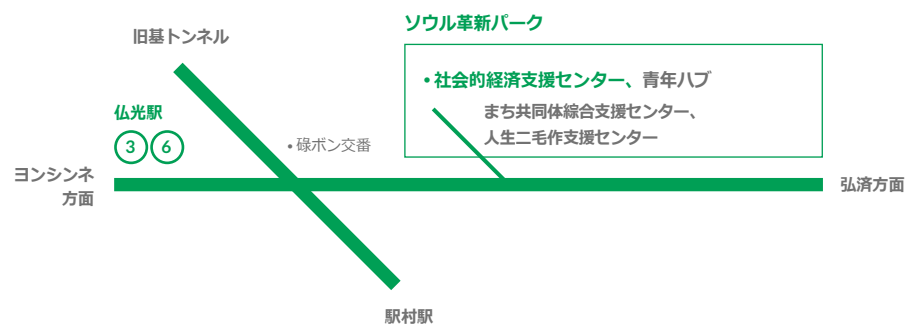 ソウル革新パーク
旧基トンネル
・社会的経済支援センター、青年ハブ
まち共同体綜合支援センター、
人生二毛作支援センター
仏光駅
3 6
・碌ボン交番
ヨンシンネ
方面
弘済方面
駅村駅